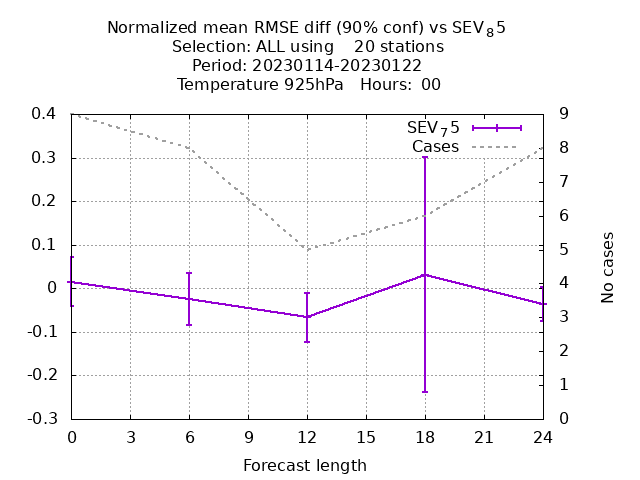 Normalized mean RMSE diff (90% conf) vs SEV₈5
Selection: ALL using    20 stations
Period: 20230114-20230122
Temperature 925hPa   Hours:  00
0.4
0.3
0.2
0.1
0
-0.1
-0.2
-0.3
SEV₇5
Cases
9
8
7
6
5
4
3
2
1
0
No cases
0 3 6 9 12 15 18 21 24
Forecast length